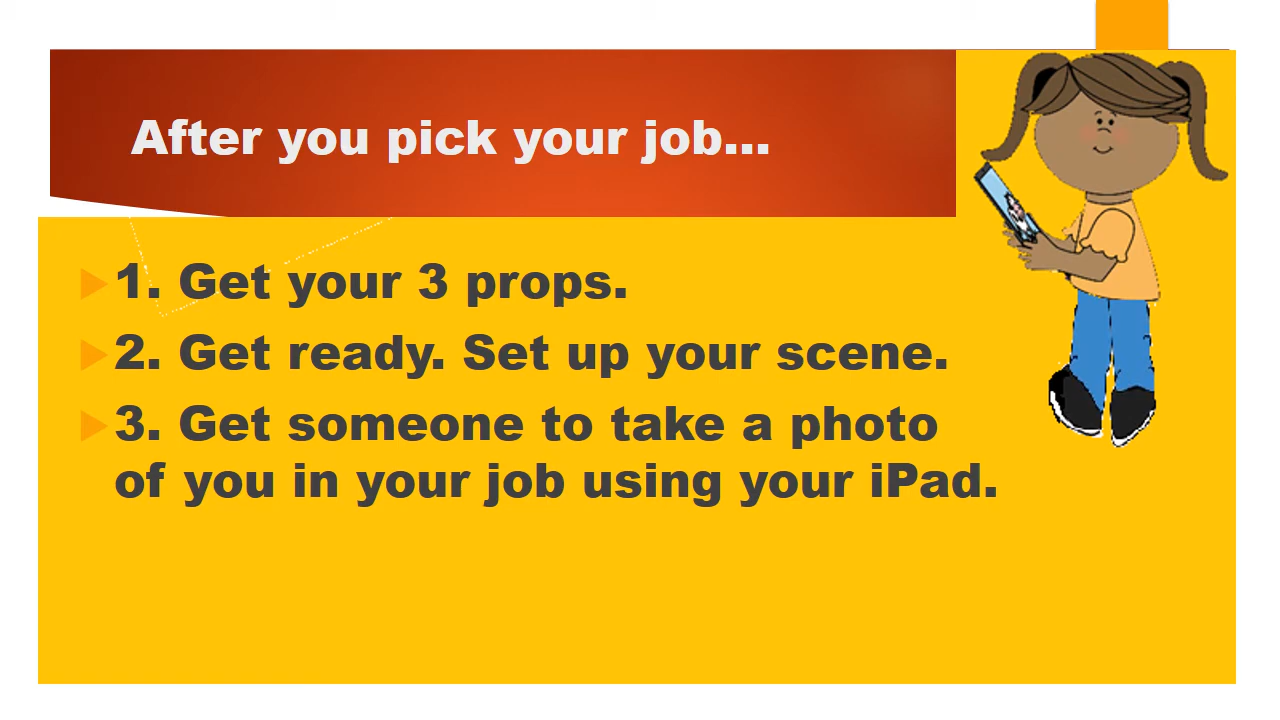 After you pick your job...
1. Get your 3 props.
2. Get ready. Set up your scene.
3. Get someone to take a photo
of you in your job using your iPad.